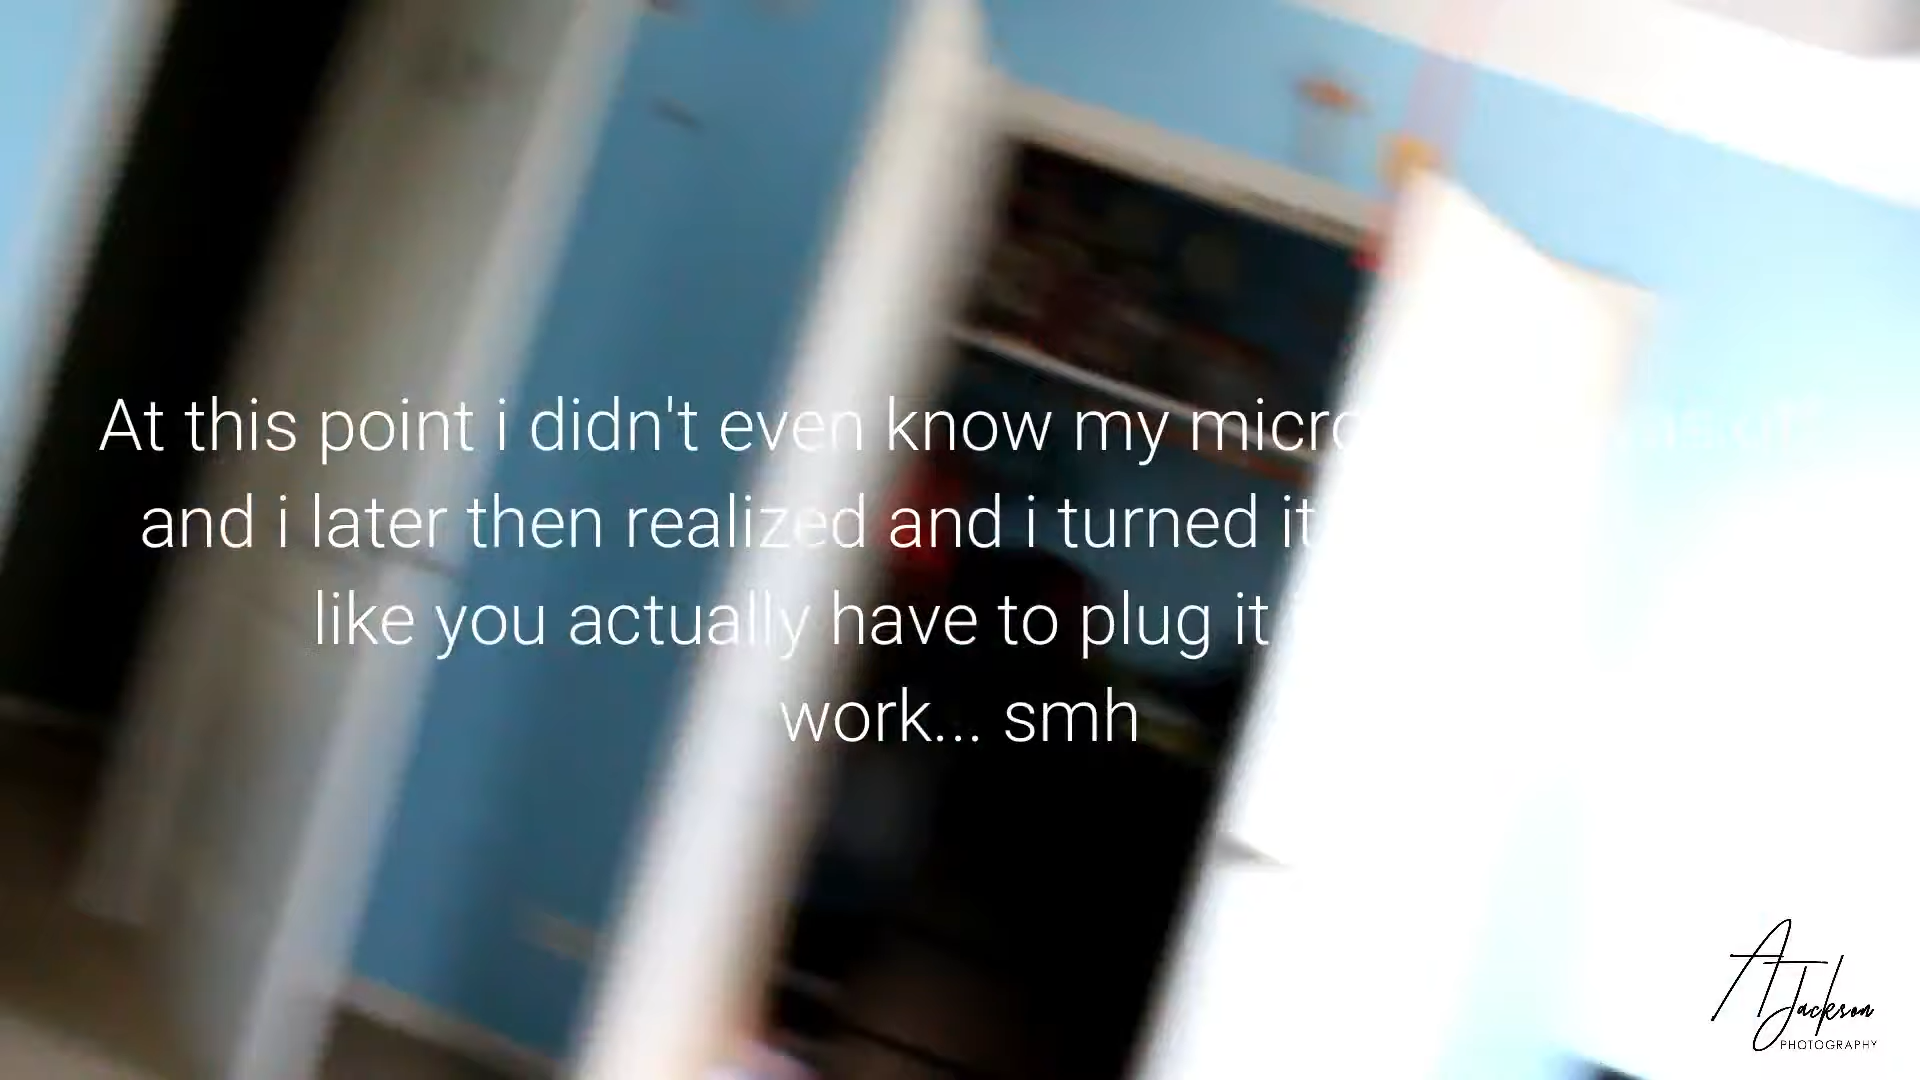 At this point i didn't even know my
and i later then realized and i turned it
like you actually have to plug it
work... smh
A Jackson
PHOTOGRAPHY